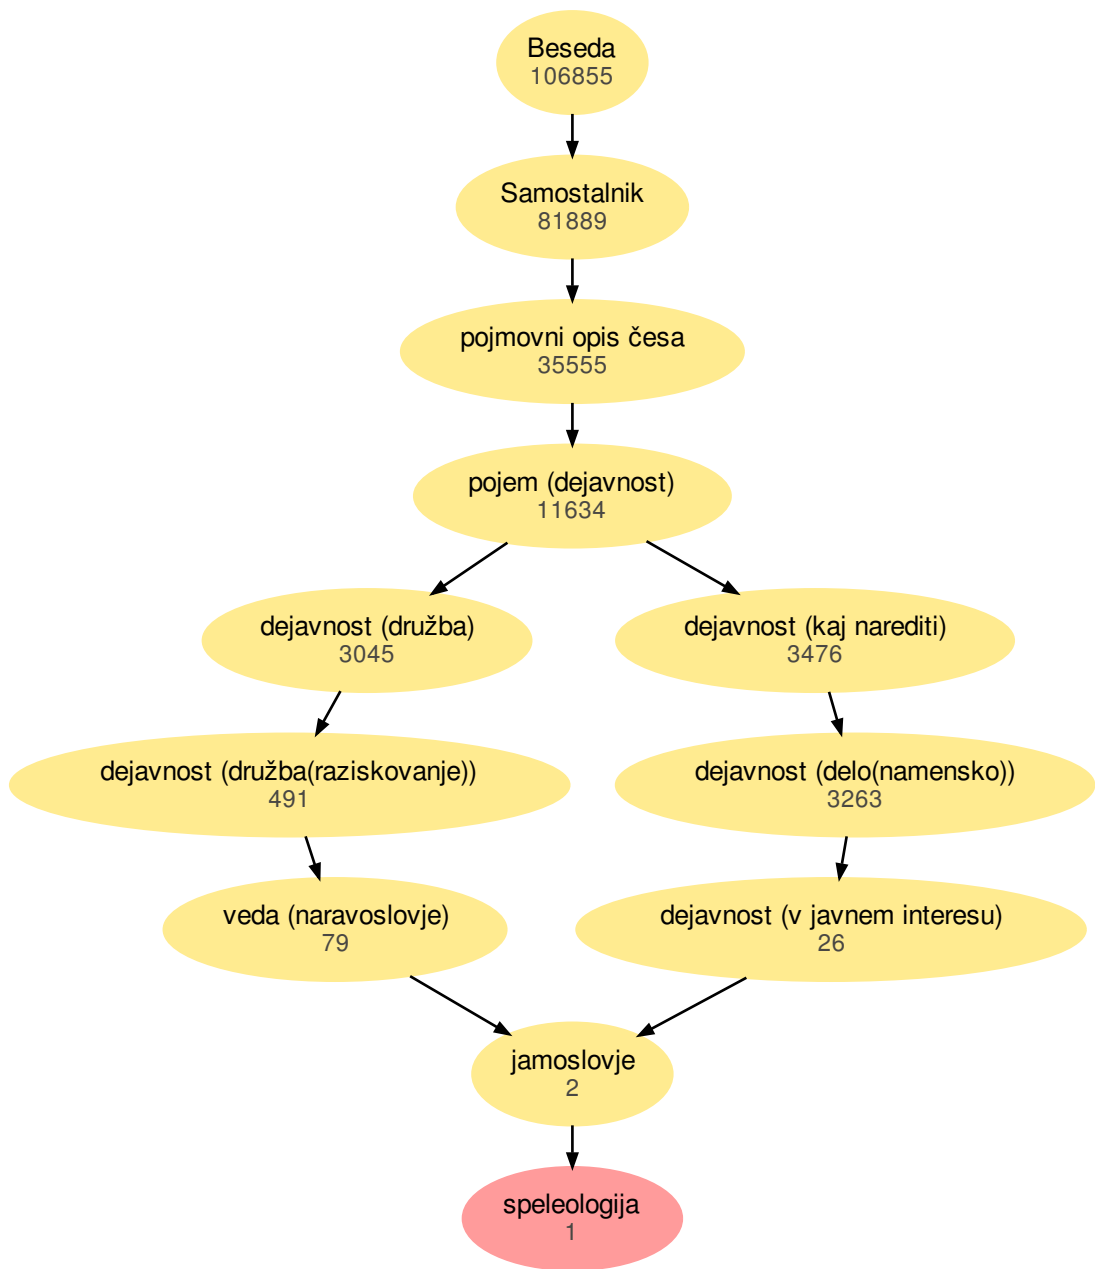 Beseda
106855
Samostalnik
81889
pojmovni opis česa
35555
pojem (dejavnost)
11634
dejavnost (družba)
3045
dejavnost (kaj narediti)
3476
dejavnost (družba(raziskovanje))
491
dejavnost (delo(namensko))
3263
veda (naravoslovje)
79
dejavnost (v javnem interesu)
26
jamoslovje
2
speleologija
1